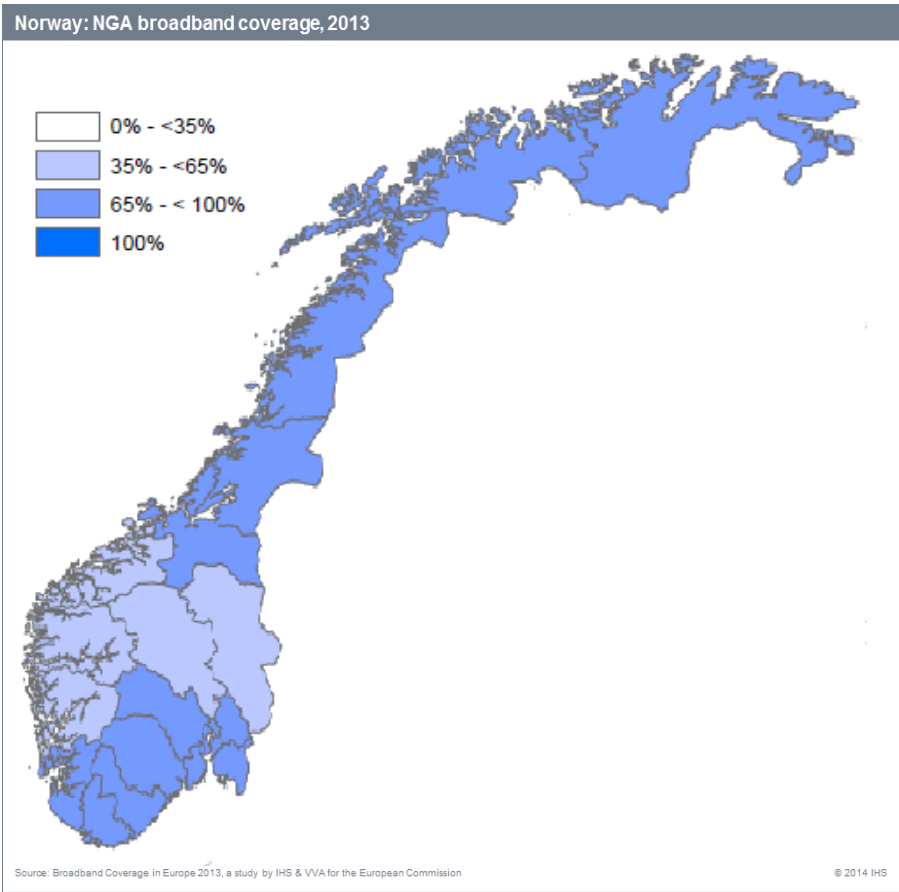 Norway: NGA broadband coverage, 2013
0% - <35%
35% - <65%
65% - < 100%
100%
Source: Broadband Coverage in Europe 2013, a study by IHS & VVA for the European Commission
© 2014 IHS